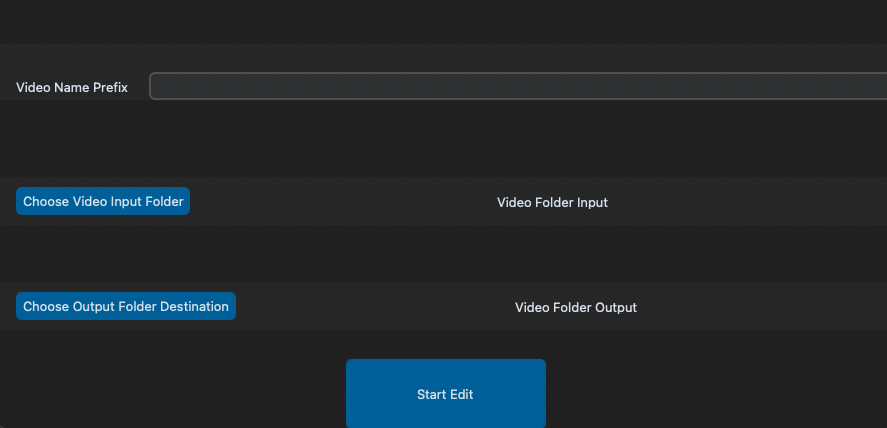 Video Name Prefix
Choose Video Input Folder
Video Folder Input
Choose Output Folder Destination
Video Folder Output
Start Edit